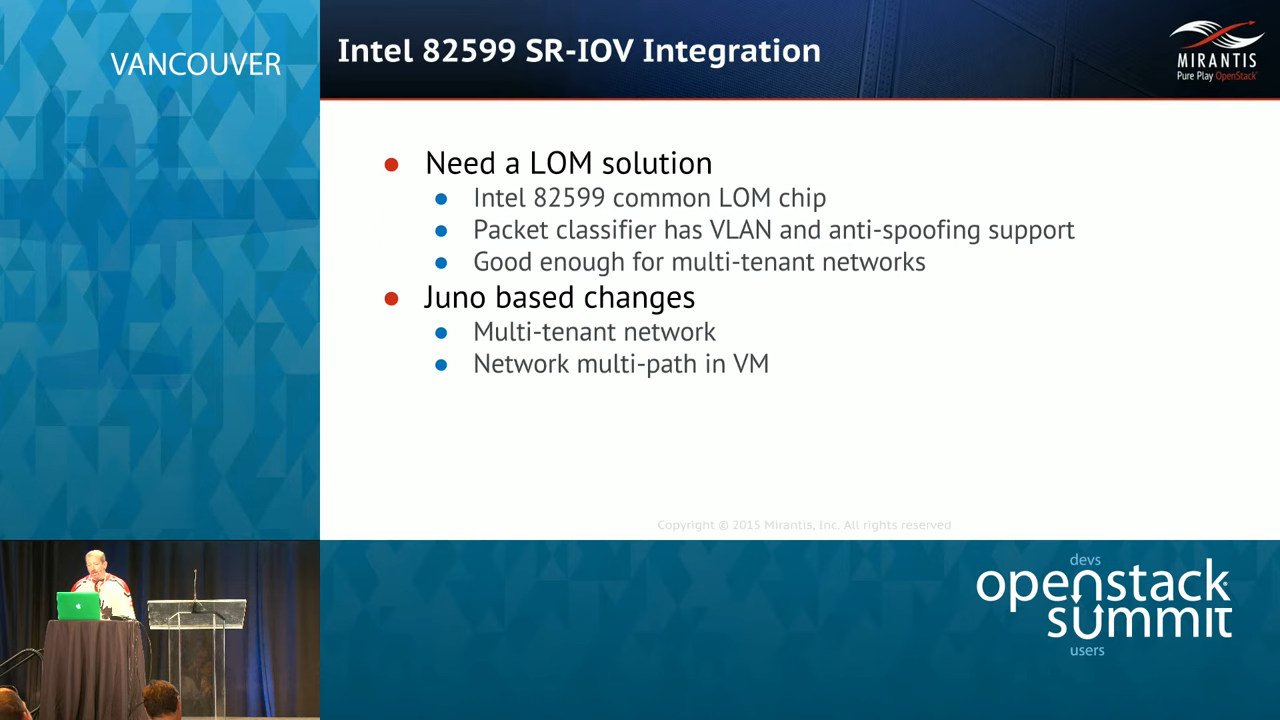 VANCOUVER
Intel 82599 SR-IOV Integration
MIRANTIS
Pure Play OpenStack
● Need a LOM solution
● Intel 82599 common LOM chip
● Packet classifier has VLAN and anti-spoofing support
● Good enough for multi-tenant networks
● Juno based changes
● Multi-tenant network
● Network multi-path in VM
Copyright © 2015 Mirantis, Inc. All rights reserved
devs
openstack
summit
users